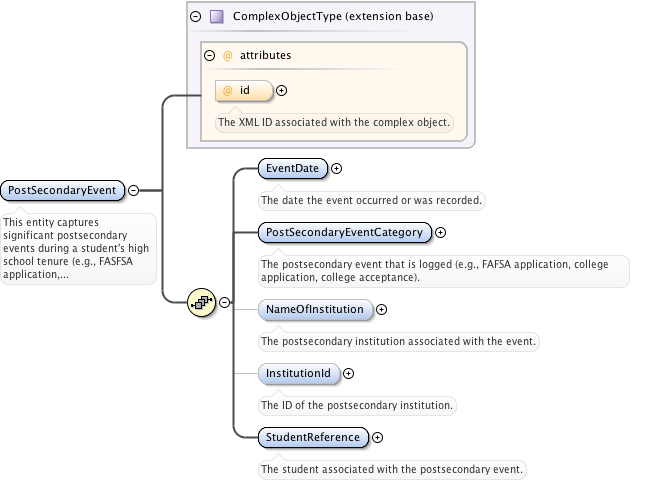 ComplexObjectType (extension base)
@ attributes
@ id
The XML ID associated with the complex object.
PostSecondaryEvent
This entity captures
significant postsecondary
events during a student's high
school tenure (e.g., FASFSA
application,...
EventDate
The date the event occurred or was recorded.
PostSecondaryEventCategory
The postsecondary event that is logged (e.g., FAFSA application, college
application, college acceptance).
NameOfInstitution
The postsecondary institution associated with the event.
InstitutionId
The ID of the postsecondary institution.
StudentReference
The student associated with the postsecondary event.